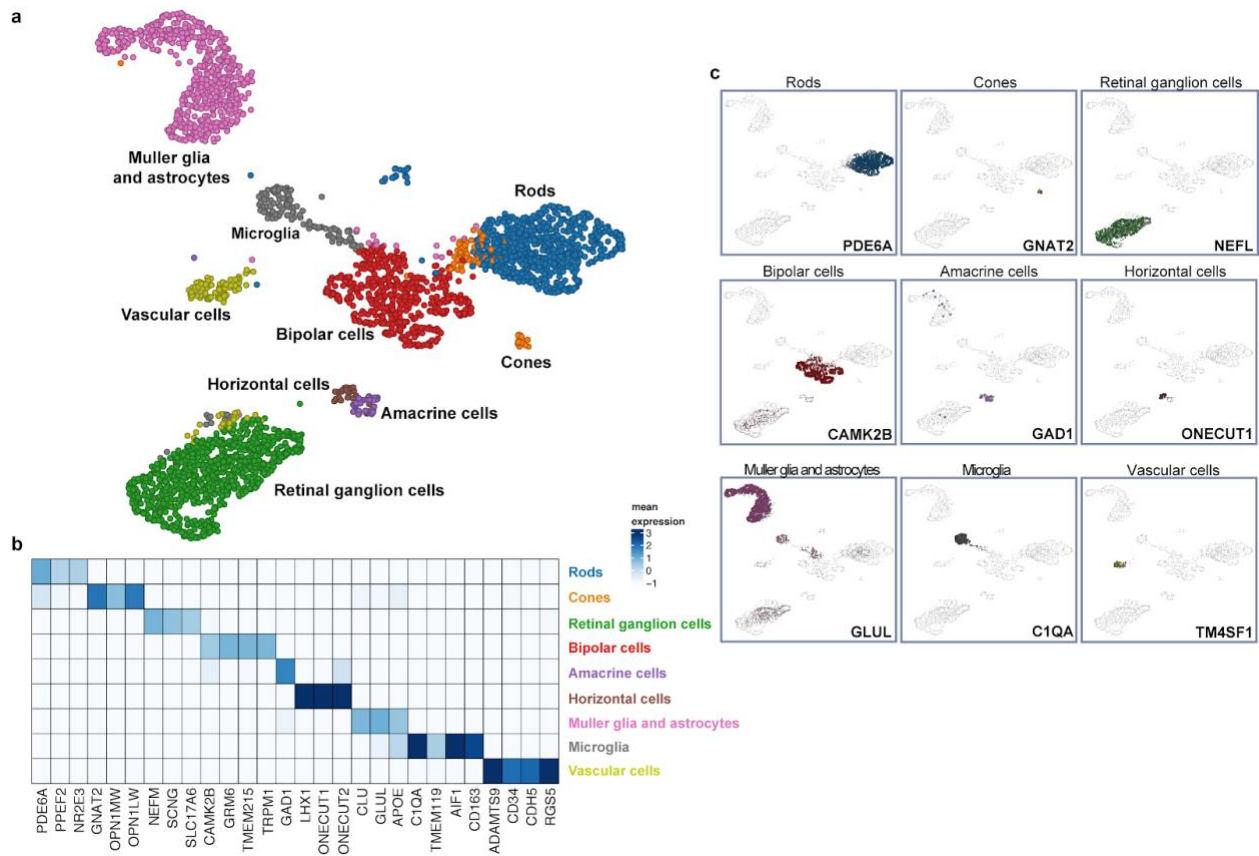 a
Muller glia
and astrocytes
Microglia
Rods
Vascular cells
Bipolar cells
Cones
Horizontal cells
Amacrine cells
Retinal ganglion cells
b
mean
expression
3
2
1
0
−1
Rods
Cones
Retinal ganglion cells
Bipolar cells
Amacrine cells
Horizontal cells
Muller glia and astrocytes
Microglia
Vascular cells
PDE6A
PPEF2
NR2E3
GNAT2
OPN1MW
OPN1LW
NEFM
SCNG
SLC17A6
CAMK2B
GRM6
TMEM215
TRPM1
GAD1
LHX1
ONECUT1
ONECUT2
CLU
GLUL
APOE
C1QA
TMEM119
AIF1
CD163
ADAMTS9
CD34
CDH5
RGS5
c
Rods
Cones
Retinal ganglion cells
PDE6A
GNAT2
NEFL
Bipolar cells
Amacrine cells
Horizontal cells
CAMK2B
GAD1
ONECUT1
Muller glia and astrocytes
Microglia
Vascular cells
GLUL
C1QA
TM4SF1